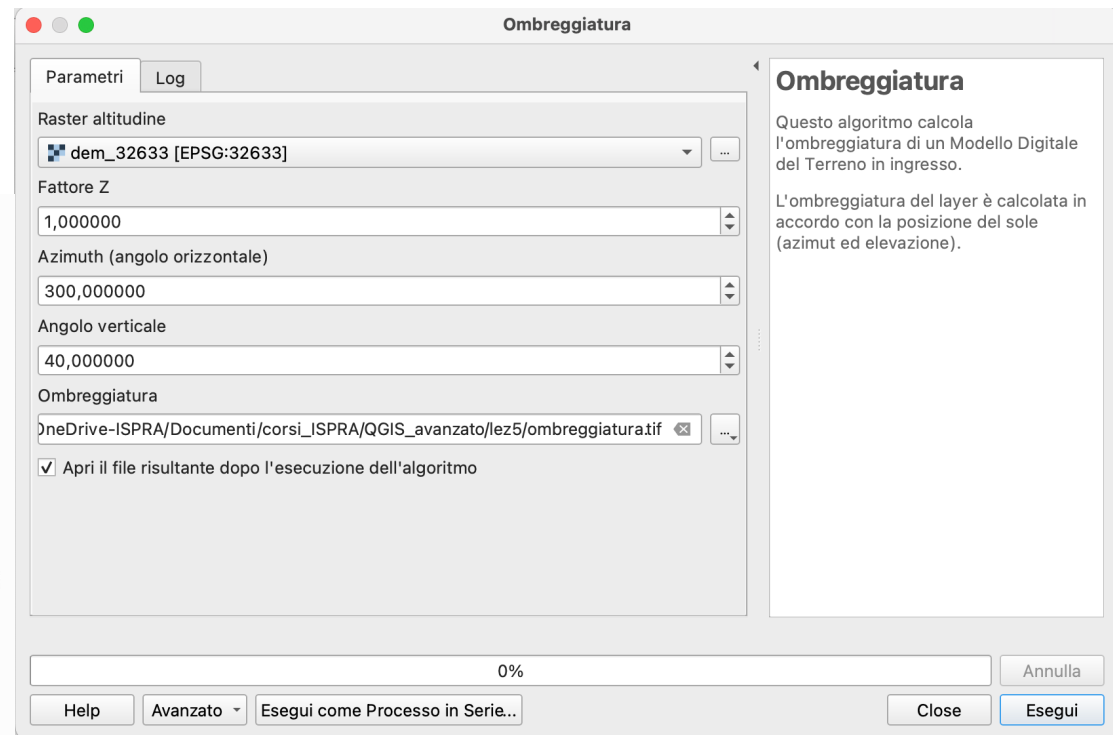 Ombreggiatura
Parametri
Log
Raster altitudine
dem_32633 [EPSG:32633]
...
Fattore Z
1,000000
Azimuth (angolo orizzontale)
300,000000
Angolo verticale
40,000000
Ombreggiatura
OneDrive-ISPRA/Documenti/corsi_ISPRA/QGIS_avanzato/lez5/ombreggiatura.tif
...
Apri il file risultante dopo l'esecuzione dell'algoritmo
Ombreggiatura
Questo algoritmo calcola
l'ombreggiatura di un Modello Digitale
del Terreno in ingresso.
L'ombreggiatura del layer è calcolata in
accordo con la posizione del sole
(azimut ed elevazione).
0%
Annulla
Help
Avanzato
Esegui come Processo in Serie...
Close
Esegui